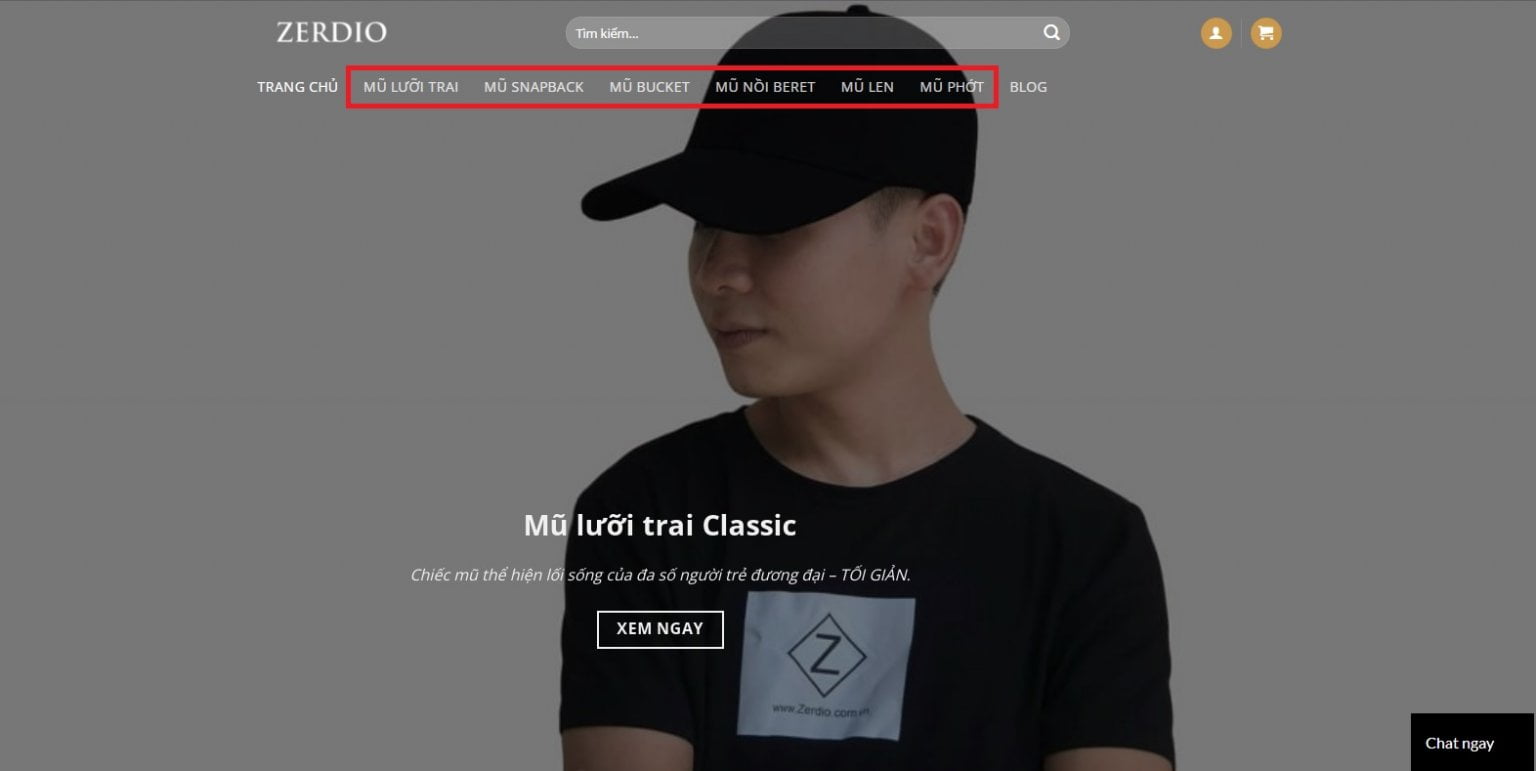 ZERDIO
Tìm kiếm...
TRANG CHỦ MŨ LƯỠI TRAI MŨ SNAPBACK MŨ BUCKET MŨ NỒI BERET MŨ LEN MŨ PHỚT BLOG
Mũ lưỡi trai Classic
Chiếc mũ thể hiện lối sống của đa số người trẻ đương đại – TỐI GIẢN.
XEM NGAY
Z
www.Zerdio.com.vn
Chat ngay